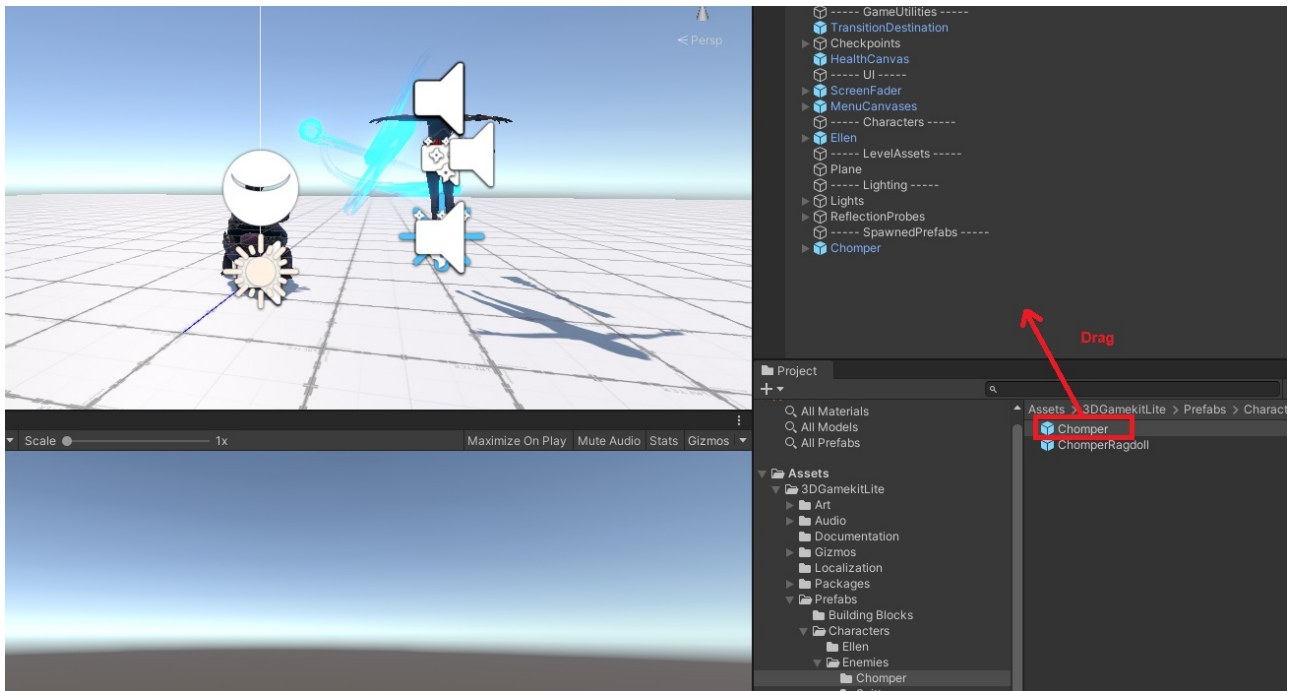 Persp
----- GameUtilities -----
TransitionDestination
Checkpoints
HealthCanvas
----- UI -----
ScreenFader
MenuCanvases
----- Characters -----
Ellen
----- LevelAssets -----
Plane
----- Lighting -----
Lights
ReflectionProbes
----- SpawnedPrefabs -----
Chomper
Drag
Scale 1x Maximize On Play Mute Audio Stats Gizmos
Project
All Materials
All Models
All Prefabs
Assets
3DGamekitLite
Art
Audio
Documentation
Gizmos
Localization
Packages
Prefabs
Building Blocks
Characters
Ellen
Enemies
Chomper
Assets > 3DGamekitLite > Prefabs > Charact
Chomper
ChomperRagdoll